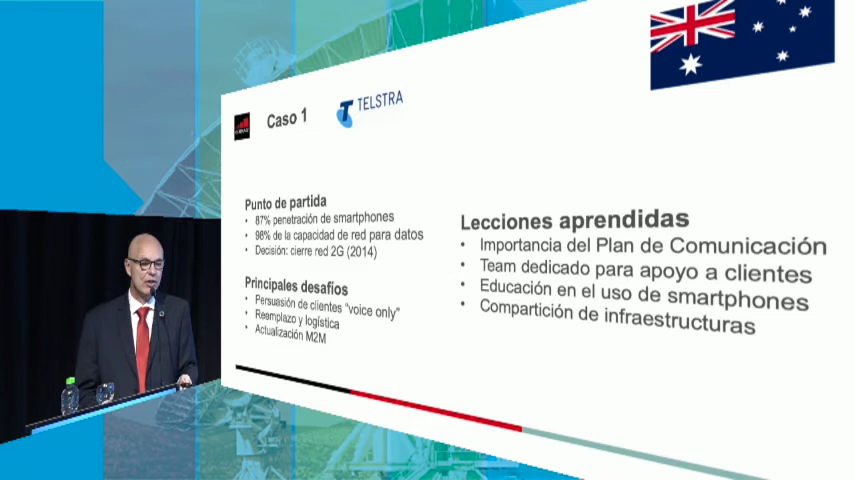 Caso 1
TELSTRA
Punto de partida
• 87% penetración de smartphones
• 98% de la capacidad de red para datos
• Decisión: cierre red 2G (2014)
Principales desafíos
• Persuasión de clientes "voice only"
• Reemplazo y logística
• Actualización M2M
Lecciones aprendidas
• Importancia del Plan de Comunicación
• Team dedicado para apoyo a clientes
• Educación en el uso de smartphones
• Compartición de infraestructuras